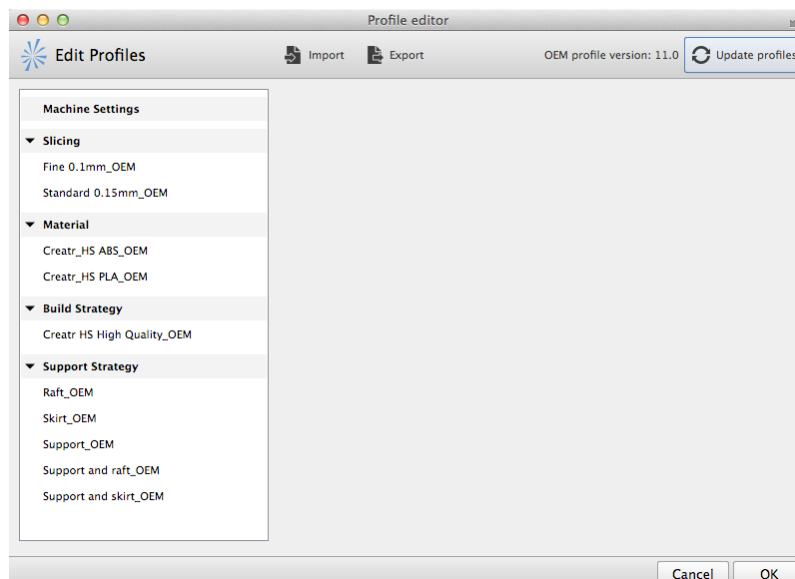 Profile editor
Edit Profiles
Import
Export
OEM profile version: 11.0
Update profiles
Machine Settings
Slicing
Fine 0.1mm_OEM
Standard 0.15mm_OEM
Material
Creatr_HS ABS_OEM
Creatr_HS PLA_OEM
Build Strategy
Creatr HS High Quality_OEM
Support Strategy
Raft_OEM
Skirt_OEM
Support_OEM
Support and raft_OEM
Support and skirt_OEM
Cancel
OK